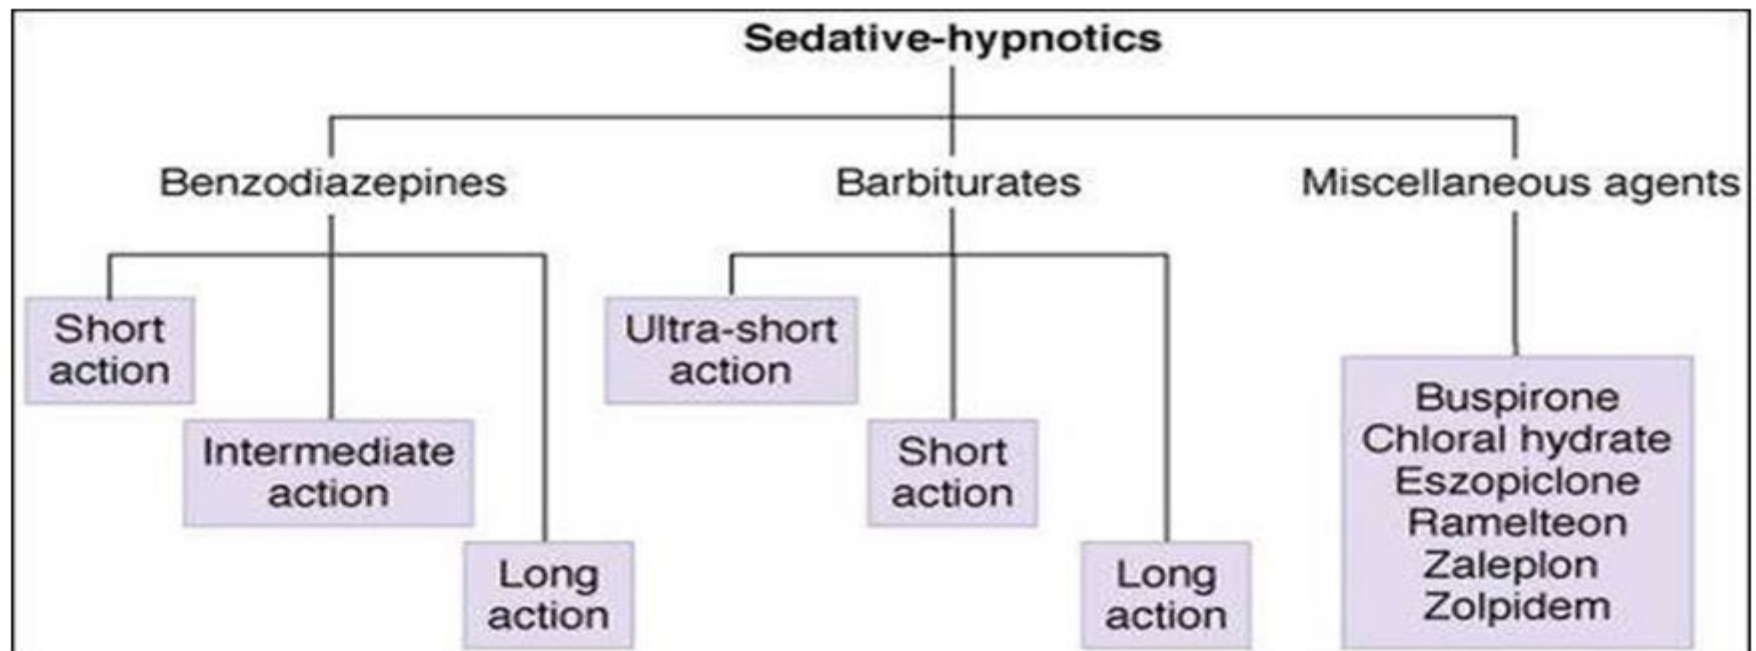 Sedative-hypnotics
Benzodiazepines
Barbiturates
Miscellaneous agents
Short
action
Intermediate
action
Long
action
Ultra-short
action
Short
action
Long
action
Buspirone
Chloral hydrate
Eszopiclone
Ramelteon
Zaleplon
Zolpidem